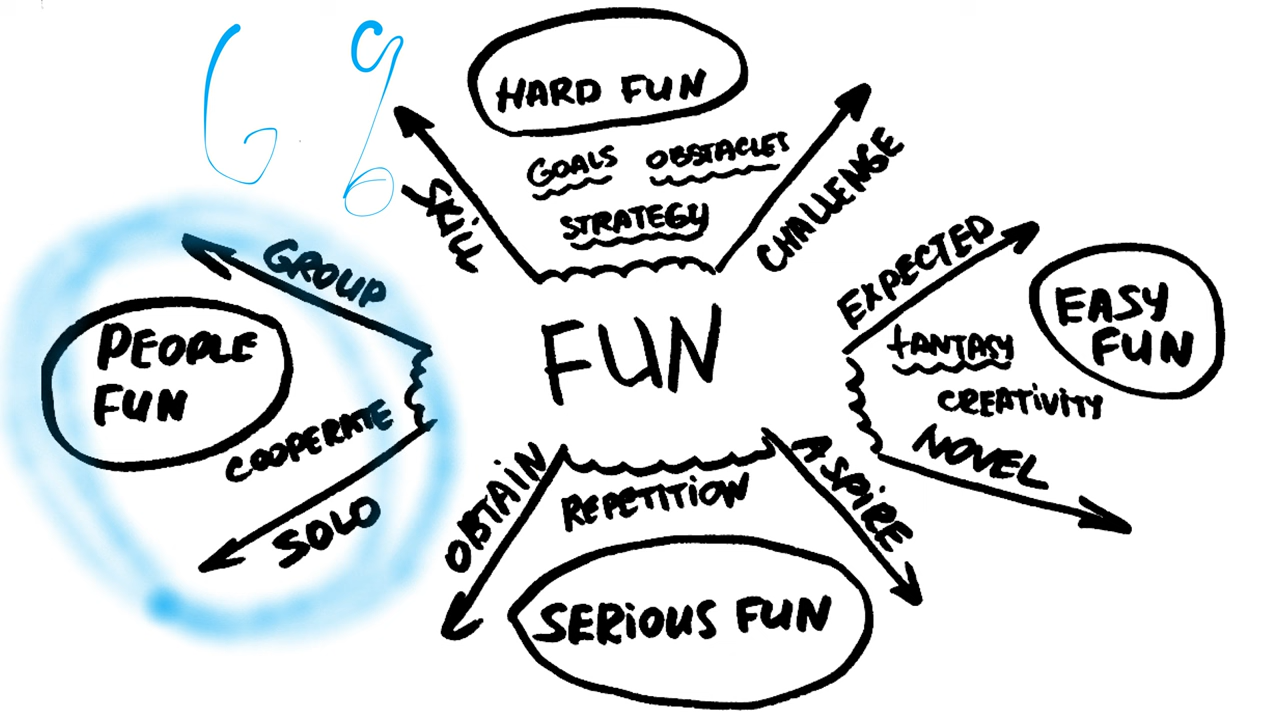 HARD FUN
GOALS OBSTACLES
STRATEGY
SKILL
CHALLENGE
GROUP
PEOPLE
FUN
COOPERATE
SOLO
FUN
EXPECTED
EASY
FUN
FANTASY
CREATiViTY
NOVEL
OBTAiN
REPETiTiON
ASPiRE
SERiOUS FUN